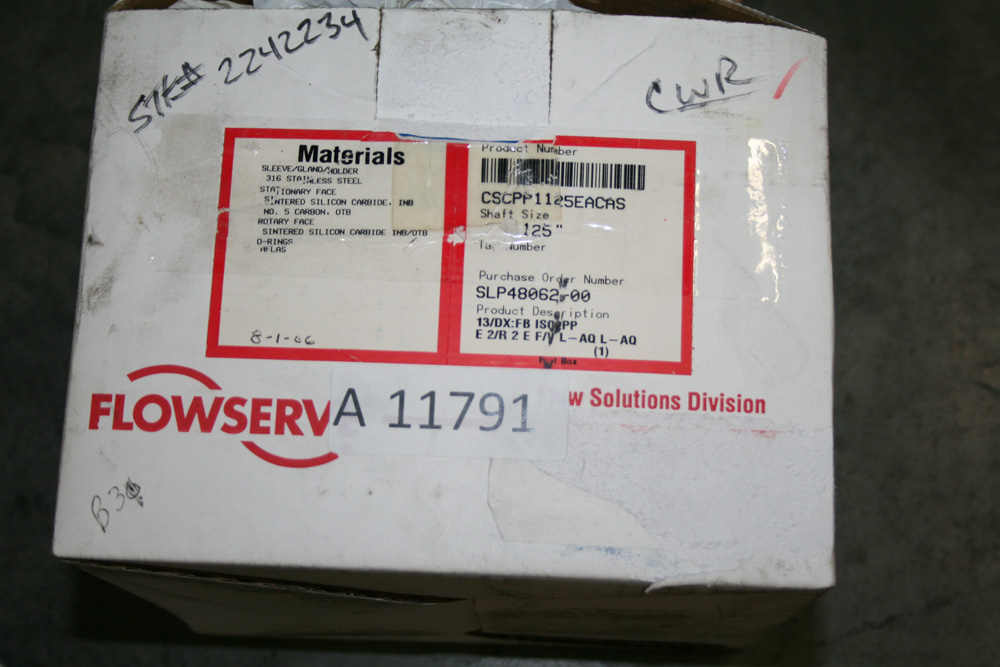 STK# 2242234
CWR
Materials
SLEEVE/GLAND/HOLDER
316 STAINLESS STEEL
STATIONARY FACE
SINTERED SILICON CARBIDE, INB
NO. 5 CARBON, OTB
ROTARY FACE
SINTERED SILICON CARBIDE INB/OTB
O-RINGS
AFLAS
8-1-06
Product Number
CSCPP1125EACAS
Shaft Size
125"
Tag Number
Purchase Order Number
SLP48062-00
Product Description
13/DX:FB ISC2PP
E 2/R 2 E F/V L-AQ L-AQ
(1)
Box
FLOWSERV
A 11791
w Solutions Division